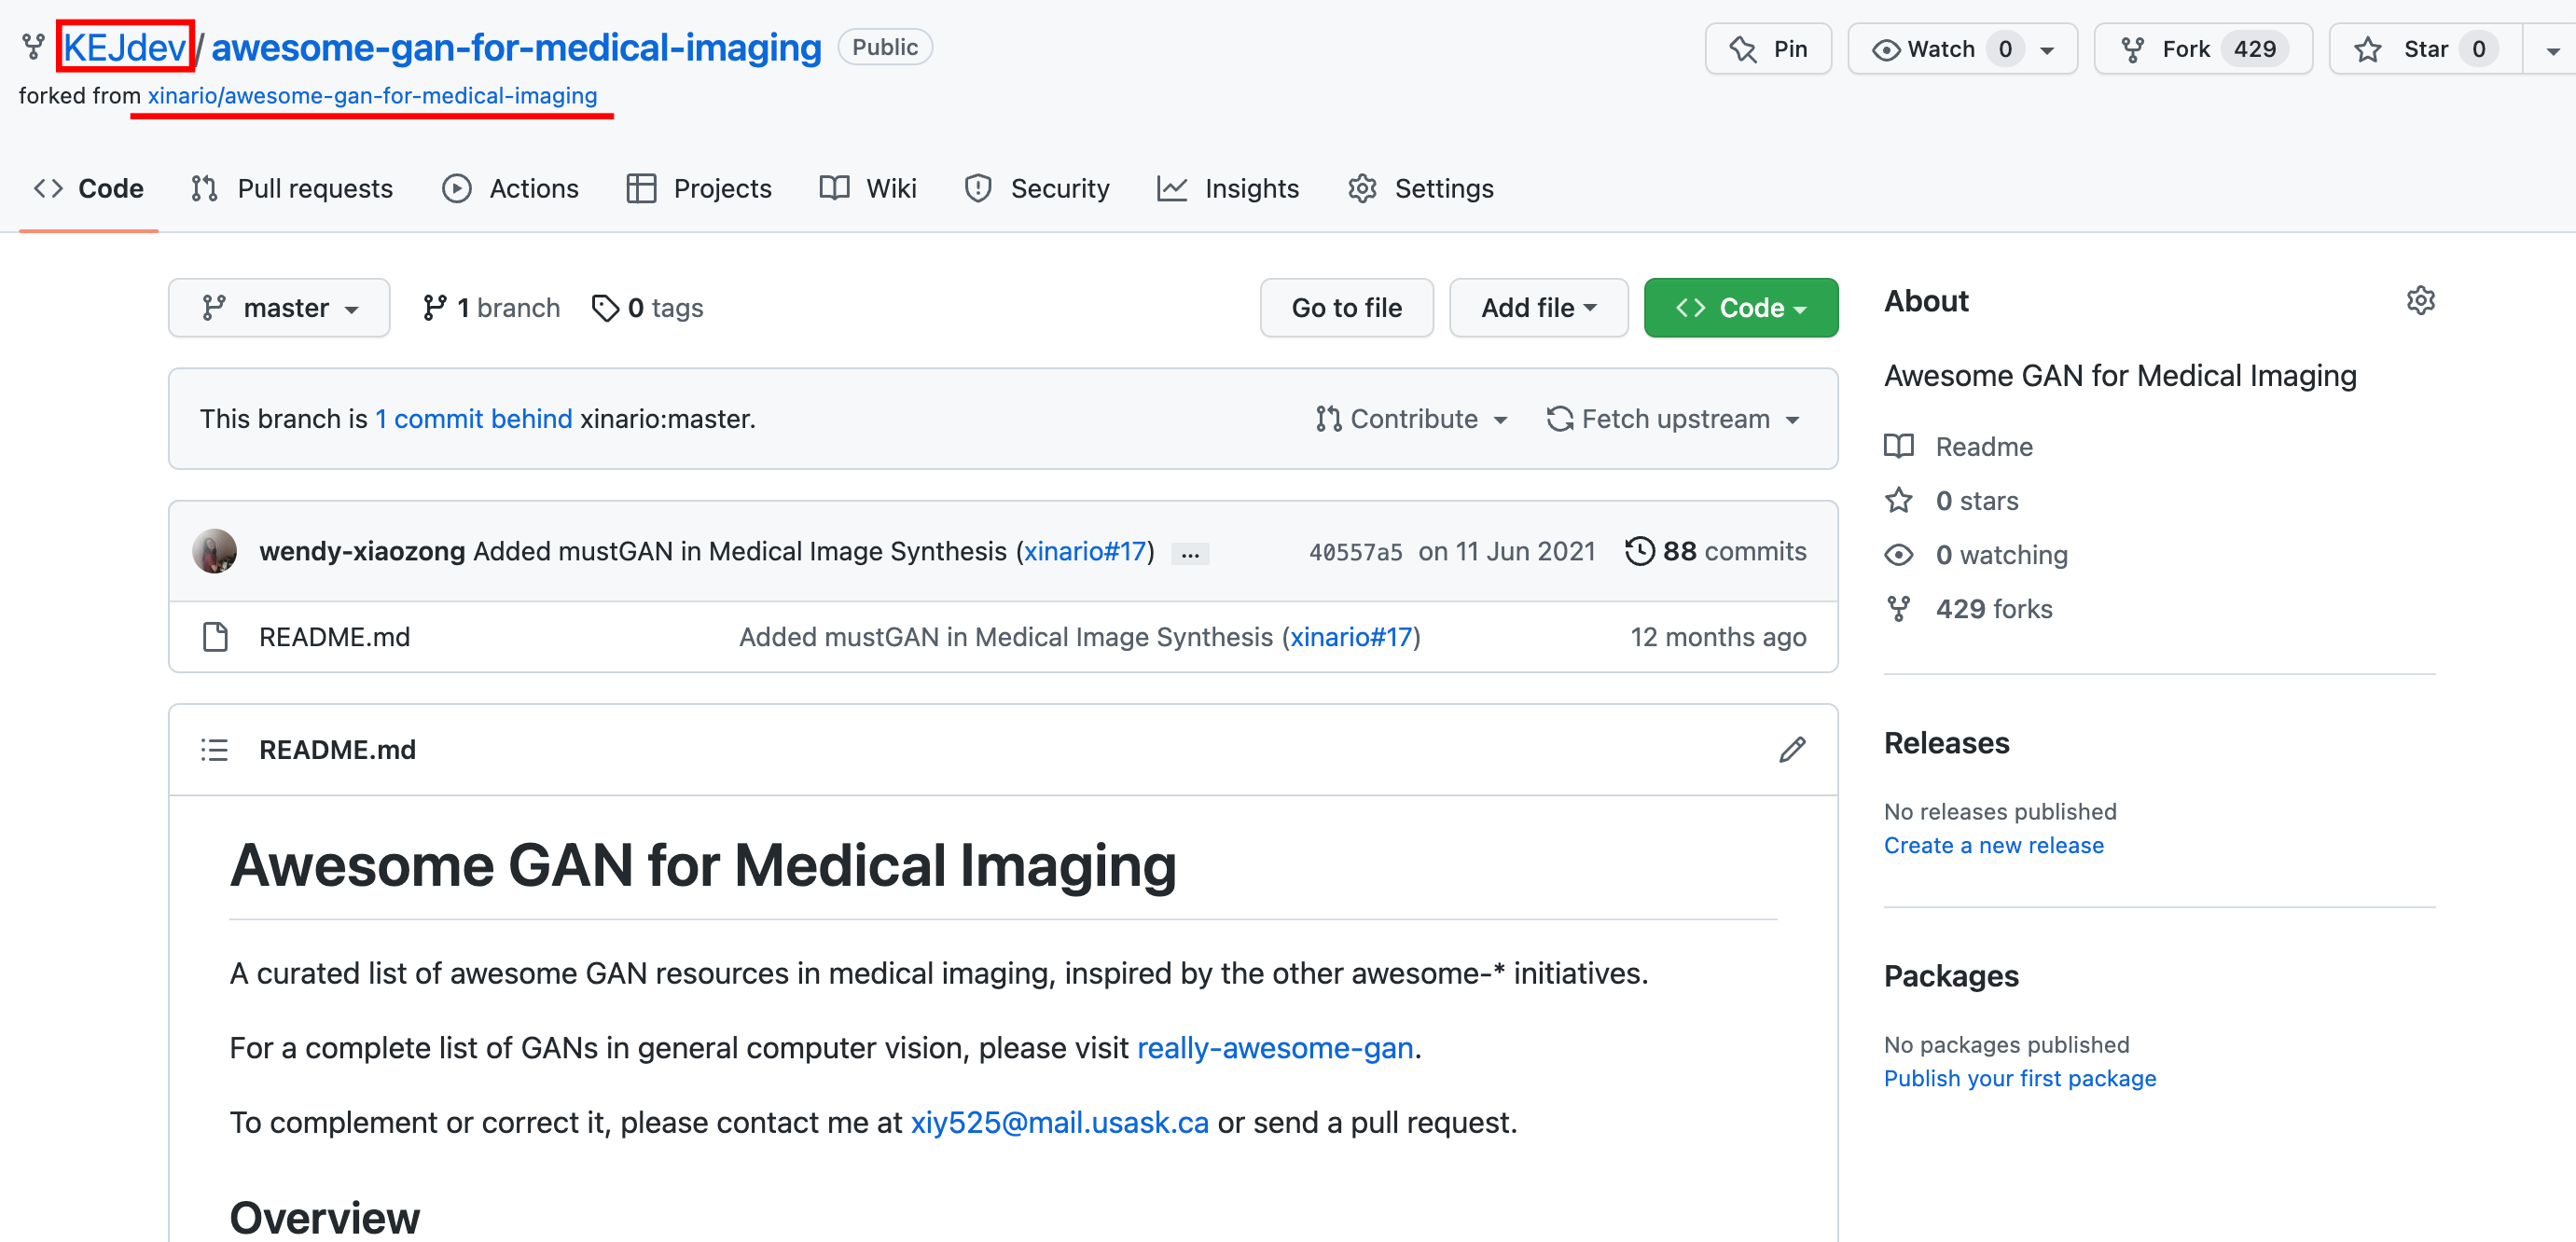 KEJdev / awesome-gan-for-medical-imaging Public Pin Watch 0 Fork 429 Star 0
forked from xinario/awesome-gan-for-medical-imaging
Code Pull requests Actions Projects Wiki Security Insights Settings
master 1 branch 0 tags Go to file Add file Code
This branch is 1 commit behind xinario:master. Contribute Fetch upstream
wendy-xiaozong Added mustGAN in Medical Image Synthesis (xinario#17) ... 40557a5 on 11 Jun 2021 88 commits
README.md Added mustGAN in Medical Image Synthesis (xinario#17) 12 months ago
README.md
Awesome GAN for Medical Imaging
A curated list of awesome GAN resources in medical imaging, inspired by the other awesome-* initiatives.
For a complete list of GANs in general computer vision, please visit really-awesome-gan.
To complement or correct it, please contact me at xiy525@mail.usask.ca or send a pull request.
Overview
About
Awesome GAN for Medical Imaging
Readme
0 stars
0 watching
429 forks
Releases
No releases published
Create a new release
Packages
No packages published
Publish your first package